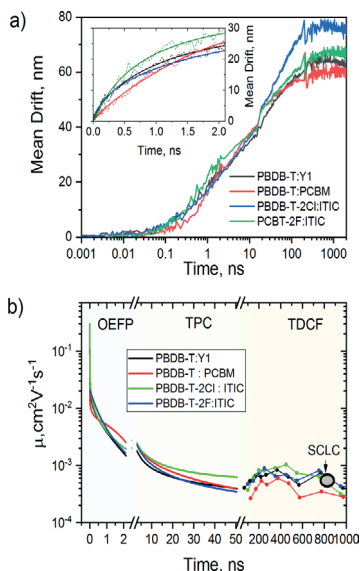 a)
Mean Drift, nm
80
60
40
20
0
0.001
0.01
0.1
1
10
100
1000
Time, ns
30
20
10
0
Mean Drift, nm
0.0
0.5
1.0
1.5
2.0
Time, ns
PBDB-T:Y1
PBDB-T:PCBM
PBDB-T-2Cl:ITIC
PCBT-2F:ITIC
b)
OEFP
TPC
TDCF
μ,cm²V⁻¹s⁻¹
10⁻¹
10⁻²
10⁻³
10⁻⁴
PBDB-T:Y1
PBDB-T : PCBM
PBDB-T-2Cl : ITIC
PBDB-T-2F:ITIC
SCLC
0
1
2
10
20
30
40
50
200
400
600
800
1000
Time, ns